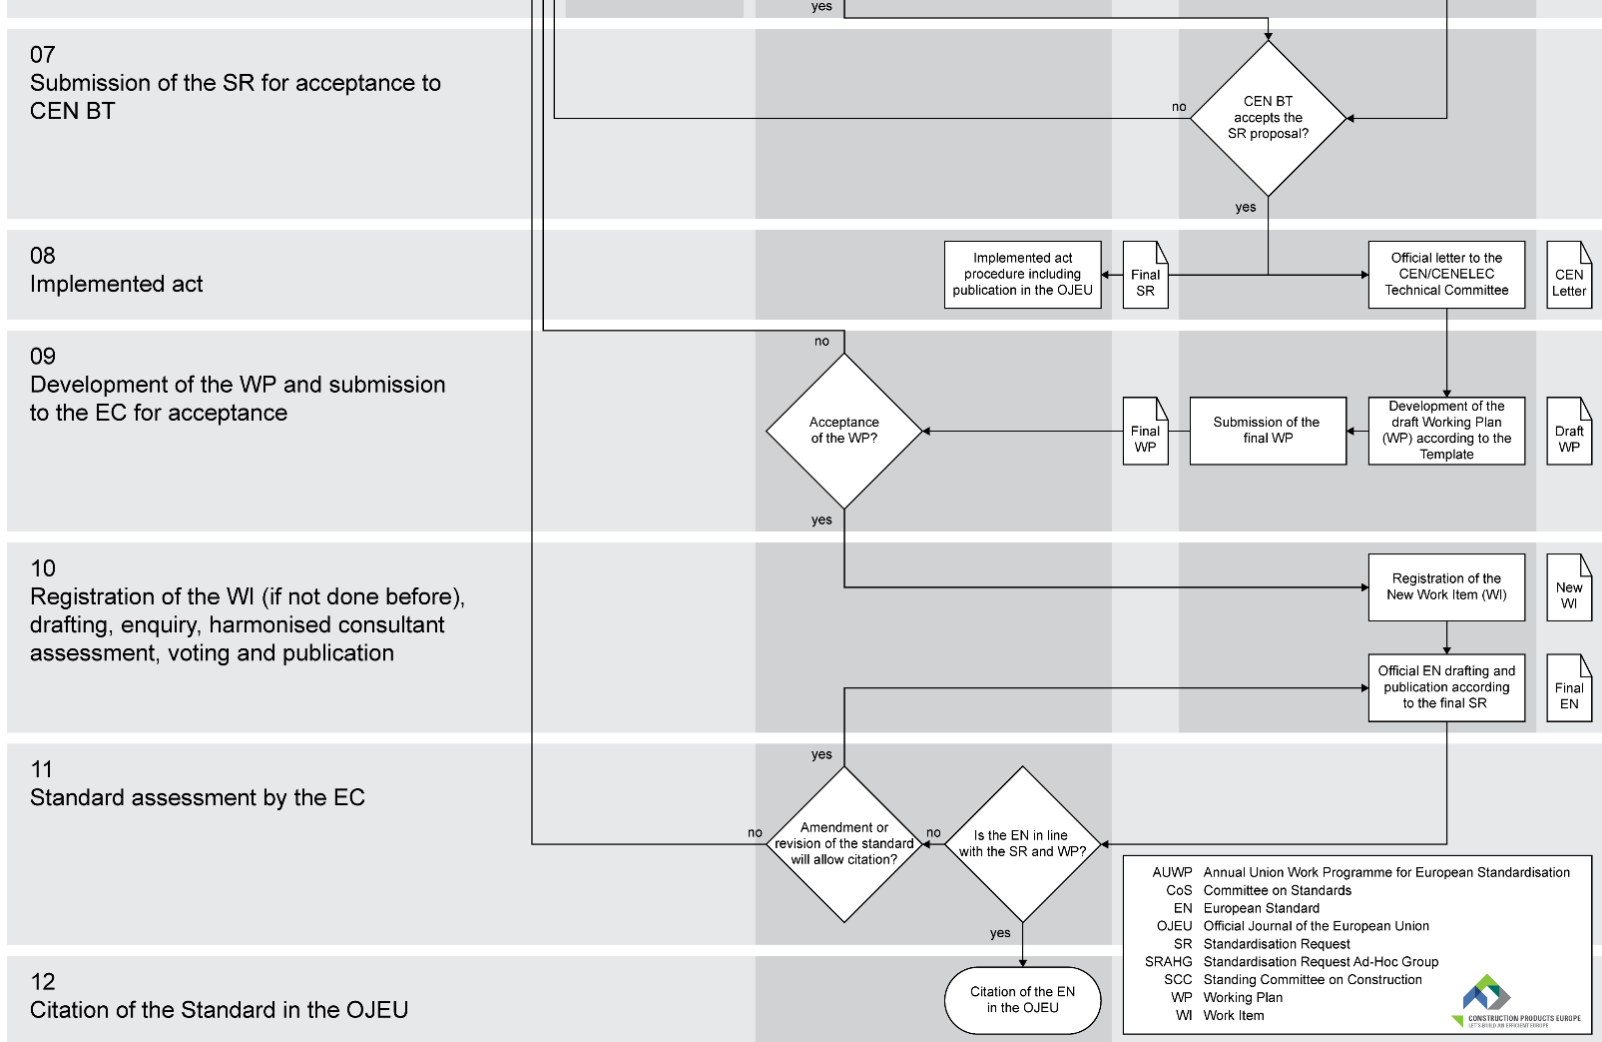 yes
07
Submission of the SR for acceptance to
CEN BT
no
CEN BT
accepts the
SR proposal?
yes
08
Implemented act
Implemented act
procedure including
publication in the OJEU
Final
SR
Official letter to the
CEN/CENELEC
Technical Committee
CEN
Letter
09
Development of the WP and submission
to the EC for acceptance
no
Acceptance
of the WP?
yes
Final
WP
Submission of the
final WP
Development of the
draft Working Plan
(WP) according to the
Template
Draft
WP
10
Registration of the WI (if not done before),
drafting, enquiry, harmonised consultant
assessment, voting and publication
Registration of the
New Work Item (WI)
New
WI
Official EN drafting and
publication according
to the final SR
Final
EN
11
Standard assessment by the EC
yes
no
Amendment or
revision of the standard
will allow citation?
no
Is the EN in line
with the SR and WP?
yes
12
Citation of the Standard in the OJEU
Citation of the EN
in the OJEU
AUWP Annual Union Work Programme for European Standardisation
CoS Committee on Standards
EN European Standard
OJEU Official Journal of the European Union
SR Standardisation Request
SRAHG Standardisation Request Ad-Hoc Group
SCC Standing Committee on Construction
WP Working Plan
WI Work Item
CONSTRUCTION PRODUCTS EUROPE
LET'S BUILD AN EFFICIENT EUROPE